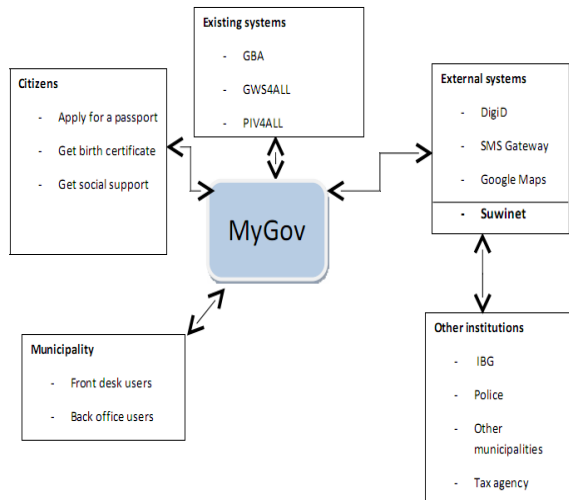 Existing systems
- GBA
- GWS4ALL
- PIV4ALL
Citizens
- Apply for a passport
- Get birth certificate
- Get social support
External systems
- DigiD
- SMS Gateway
- Google Maps
- Suwinet
MyGov
Municipality
- Front desk users
- Back office users
Other institutions
- IBG
- Police
- Other
municipalities
- Tax agency